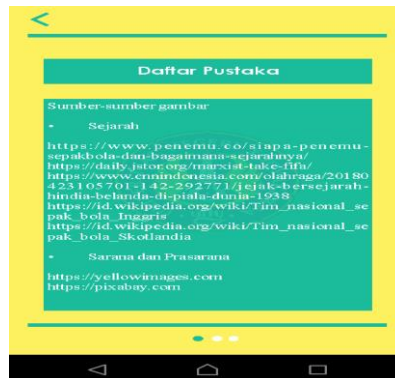 Daftar Pustaka
Sumber-sumber gambar
• Sejarah
https://www.penemu.co/siapa-penemu-
sepakbola-dan-bagaimana-sejarahnya/
https://daily.jstor.org/marxist-take-fifa/
https://www.cnnindonesia.com/olahraga/20180
423105701-142-292771/jejak-bersejarah-
hindia-belanda-di-piala-dunia-1938
https://id.wikipedia.org/wiki/Tim_nasional_se
pak_bola_Inggris
https://id.wikipedia.org/wiki/Tim_nasional_se
pak_bola_Skotlandia
• Sarana dan Prasarana
https://yellowimages.com
https://pixabay.com